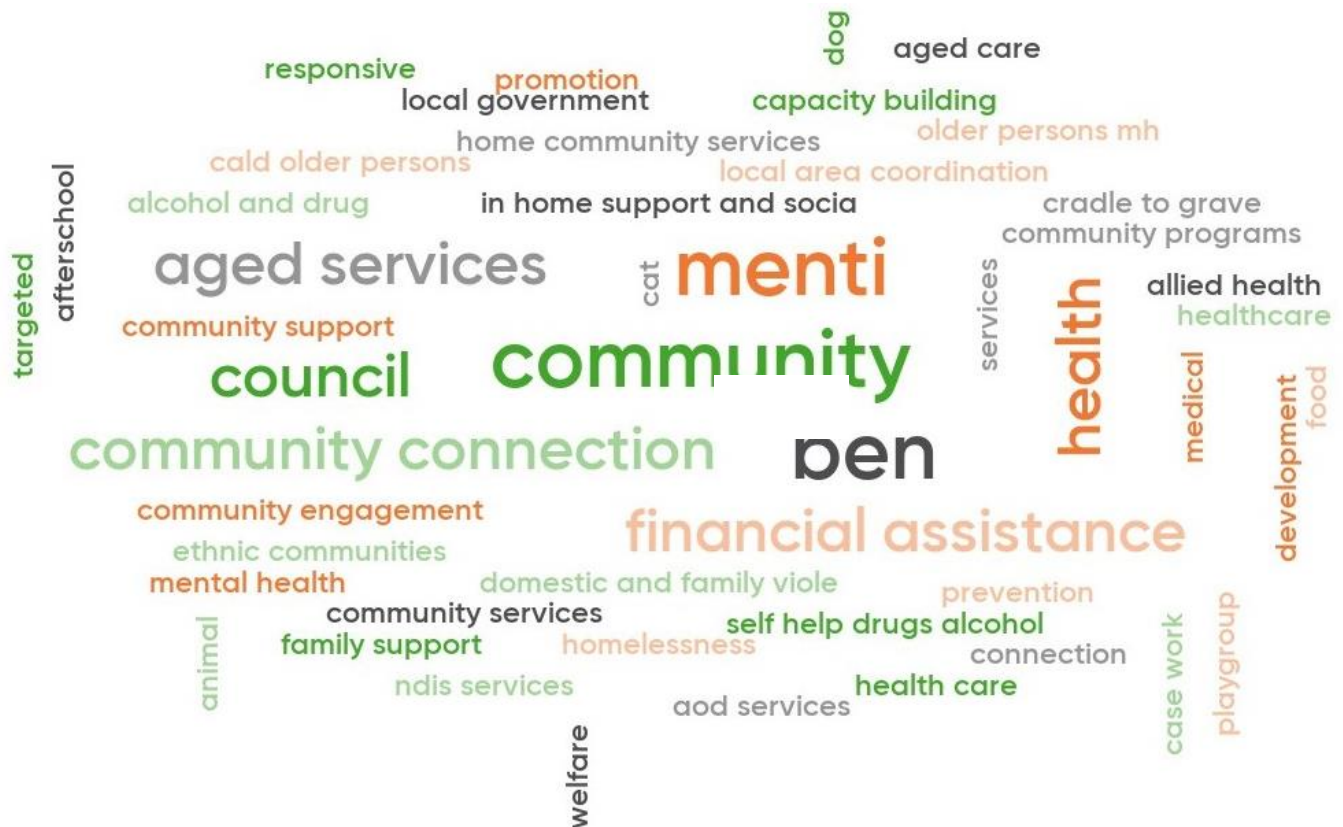 dog
aged care
responsive
promotion
local government
capacity building
home community services
older persons mh
cald older persons
local area coordination
afterschool
alcohol and drug
in home support and socia
cradle to grave
community programs
targeted
aged services
cat
menti
services
health
allied health
healthcare
community support
council
community
medical
development
food
community connection
community engagement
financial assistance
ethnic communities
mental health
domestic and family viole
prevention
community services
self help drugs alcohol
animal
family support
homelessness
connection
case work
playgroup
ndis services
health care
aod services
welfare